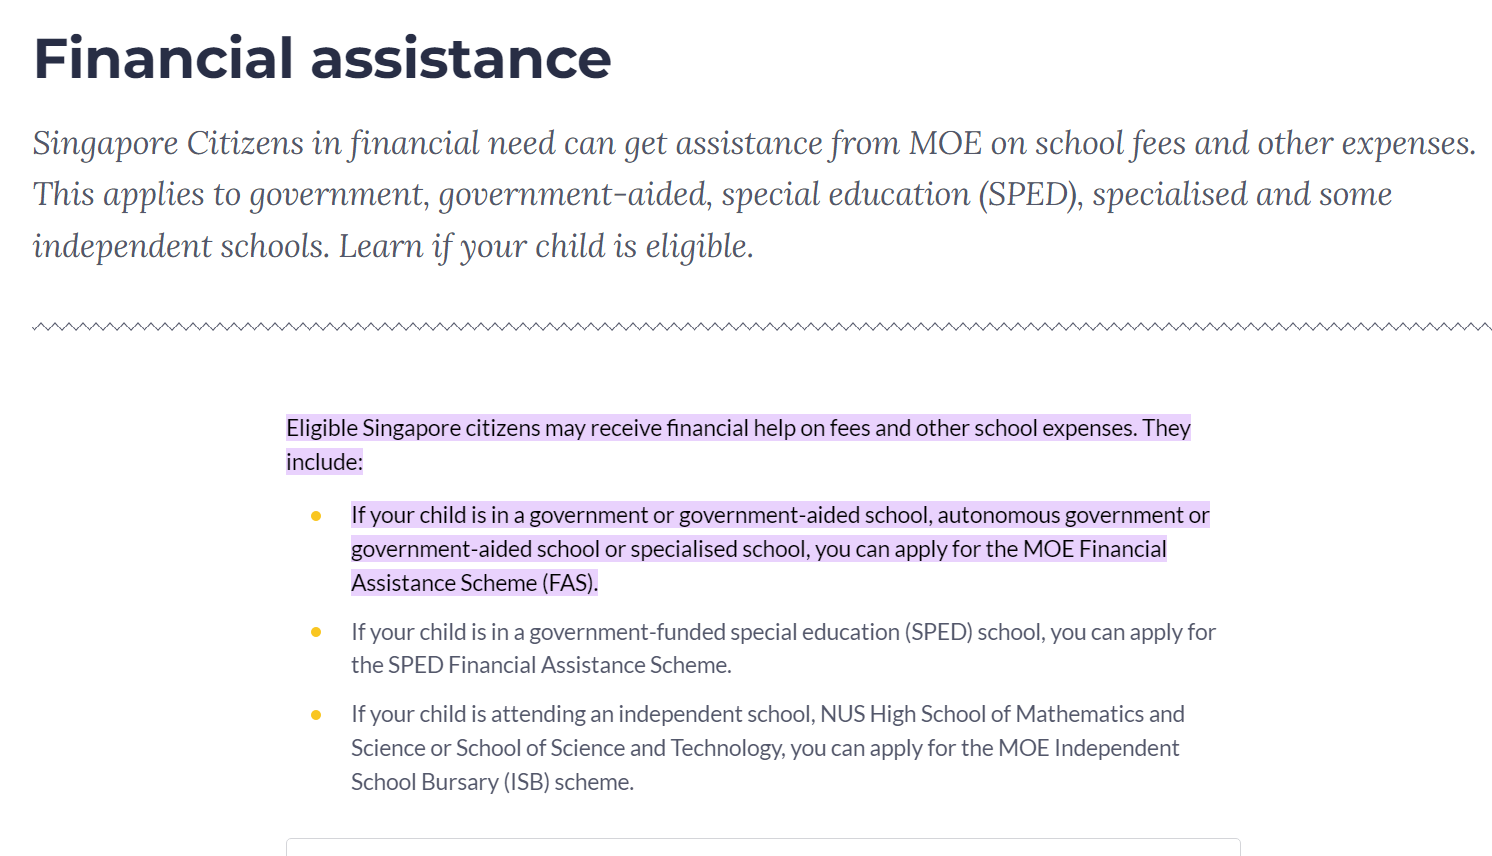 Financial assistance
Singapore Citizens in financial need can get assistance from MOE on school fees and other expenses.
This applies to government, government-aided, special education (SPED), specialised and some
independent schools. Learn if your child is eligible.
Eligible Singapore citizens may receive financial help on fees and other school expenses. They
include:
If your child is in a government or government-aided school, autonomous government or
government-aided school or specialised school, you can apply for the MOE Financial
Assistance Scheme (FAS).
If your child is in a government-funded special education (SPED) school, you can apply for
the SPED Financial Assistance Scheme.
If your child is attending an independent school, NUS High School of Mathematics and
Science or School of Science and Technology, you can apply for the MOE Independent
School Bursary (ISB) scheme.